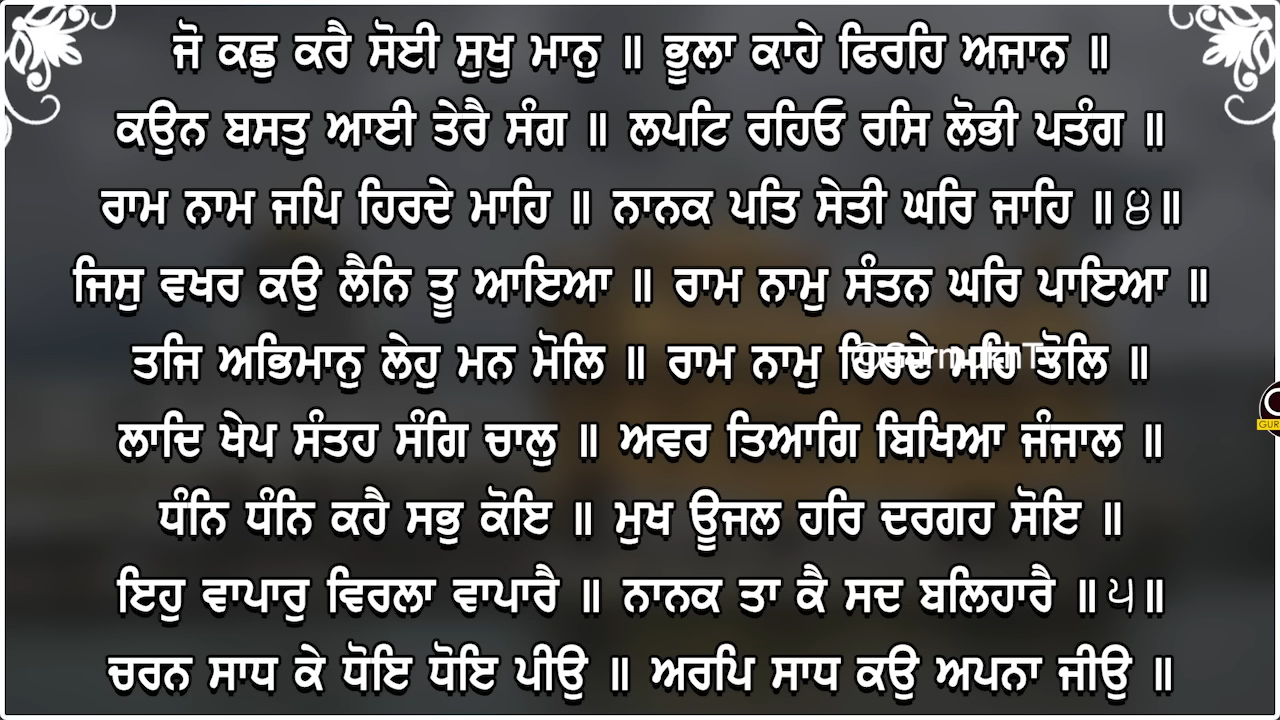 ਜੋ ਕਛੁ ਕਰੈ ਸੋਈ ਸੁਖੁ ਮਾਨੁ ॥ ਭੂਲਾ ਕਾਹੇ ਫਿਰਹਿ ਅਜਾਨ ॥
ਕਉਨ ਬਸਤੁ ਆਈ ਤੇਰੈ ਸੰਗ ॥ ਲਪਟਿ ਰਹਿਓ ਰਸਿ ਲੋਭੀ ਪਤੰਗ ॥
ਰਾਮ ਨਾਮ ਜਪਿ ਹਿਰਦੇ ਮਾਹਿ ॥ ਨਾਨਕ ਪਤਿ ਸੇਤੀ ਘਰਿ ਜਾਹਿ ॥੪॥
ਜਿਸੁ ਵਖਰ ਕਉ ਲੈਨਿ ਤੂ ਆਇਆ ॥ ਰਾਮ ਨਾਮੁ ਸੰਤਨ ਘਰਿ ਪਾਇਆ ॥
ਤਜਿ ਅਭਿਮਾਨੁ ਲੇਹੁ ਮਨ ਮੋਲਿ ॥ ਰਾਮ ਨਾਮੁ ਹਿਰਦੇ ਮਹਿ ਤੋਲਿ ॥
ਲਾਦਿ ਖੇਪ ਸੰਤਹ ਸੰਗਿ ਚਾਲੁ ॥ ਅਵਰ ਤਿਆਗਿ ਬਿਖਿਆ ਜੰਜਾਲ ॥
ਧੰਨਿ ਧੰਨਿ ਕਹੈ ਸਭੁ ਕੋਇ ॥ ਮੁਖ ਊਜਲ ਹਰਿ ਦਰਗਹ ਸੋਇ ॥
ਇਹੁ ਵਾਪਾਰੁ ਵਿਰਲਾ ਵਾਪਾਰੈ ॥ ਨਾਨਕ ਤਾ ਕੈ ਸਦ ਬਲਿਹਾਰੈ ॥੫॥
ਚਰਨ ਸਾਧ ਕੇ ਧੋਇ ਧੋਇ ਪੀਉ ॥ ਅਰਪਿ ਸਾਧ ਕਉ ਅਪਨਾ ਜੀਉ ॥